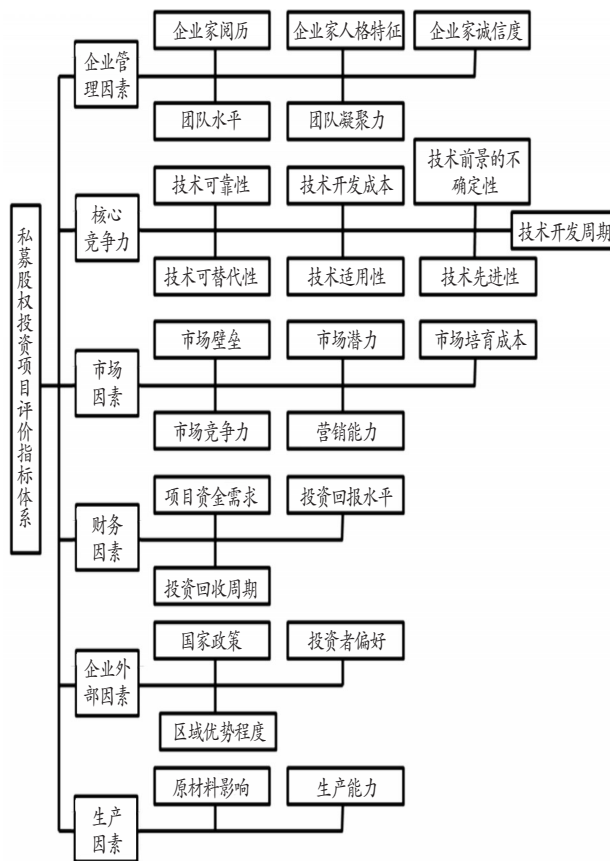 私募股权投资项目评价指标体系
企业管
理因素
企业家阅历
企业家人格特征
企业家诚信度
团队水平
团队凝聚力
核心
竞争力
技术可靠性
技术开发成本
技术前景的不
确定性
技术开发周期
技术可替代性
技术适用性
技术先进性
市场
因素
市场壁垒
市场潜力
市场培育成本
市场竞争力
营销能力
财务
因素
项目资金需求
投资回报水平
投资回收周期
企业外
部因素
国家政策
投资者偏好
区域优势程度
生产
因素
原材料影响
生产能力